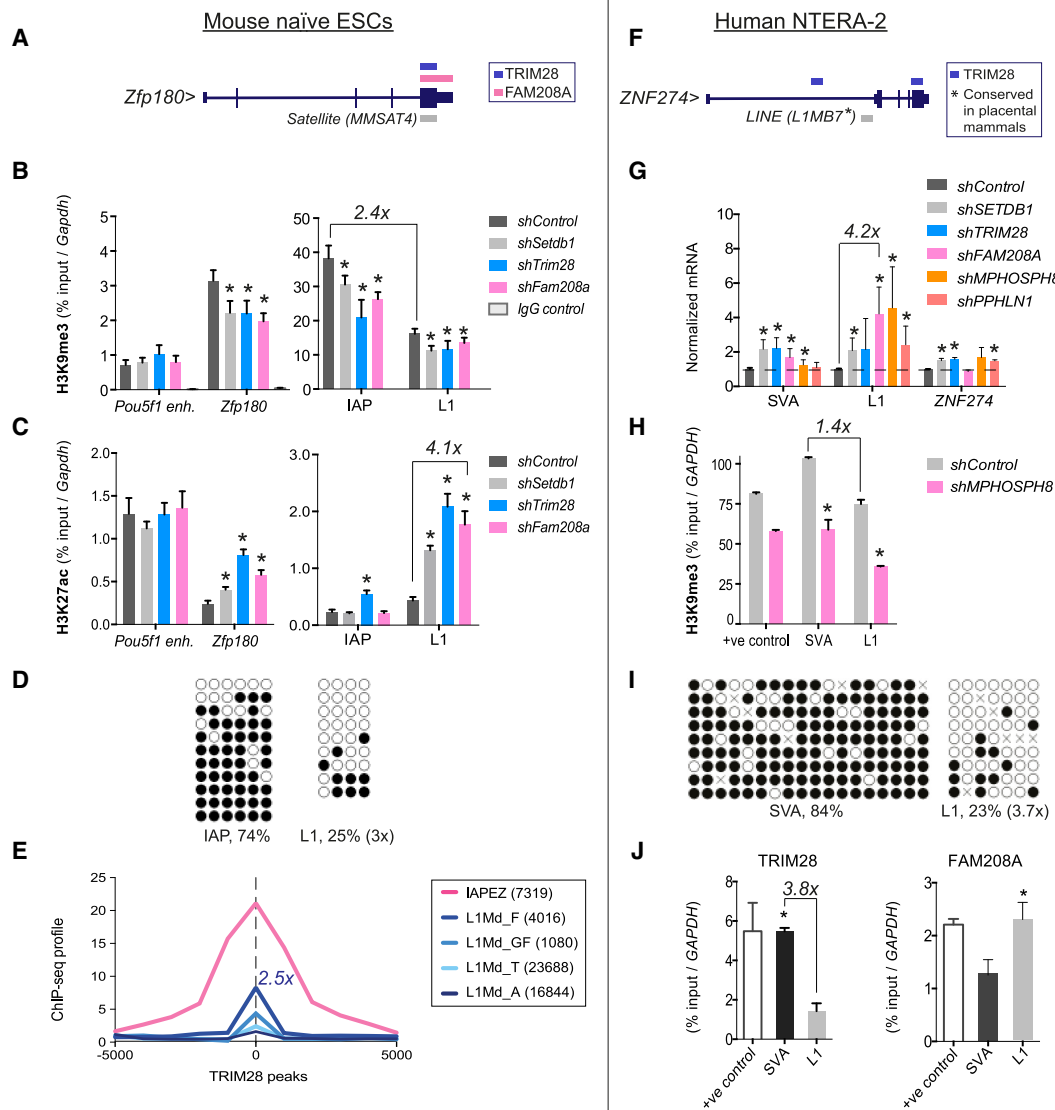 Mouse naïve ESCs
A
Zfp180>
Satellite (MMSAT4)
TRIM28
FAM208A
B
H3K9me3 (% input / Gapdh)
5
4
3
2
1
0
Pou5f1 enh.
Zfp180
* * *
50
40
30
20
10
0
2.4x
* * *
* * * *
IAP
L1
shControl
shSetdb1
shTrim28
shFam208a
IgG control
C
H3K27ac (% input / Gapdh)
2.0
1.5
1.0
0.5
0.0
* * *
Pou5f1 enh.
Zfp180
3.0
2.0
1.0
0.0
4.1x
*
* * *
IAP
L1
shControl
shSetdb1
shTrim28
shFam208a
D
IAP, 74%
L1, 25% (3x)
E
ChIP-seq profile
25
20
15
10
5
0
2.5x
-5000
0
5000
TRIM28 peaks
IAPEZ (7319)
L1Md_F (4016)
L1Md_GF (1080)
L1Md_T (23688)
L1Md_A (16844)
Human NTERA-2
F
ZNF274>
LINE (L1MB7*)
TRIM28
* Conserved
in placental
mammals
G
Normalized mRNA
10
8
6
4
2
0
4.2x
* * * *
* * * *
* * *
SVA
L1
ZNF274
shControl
shSETDB1
shTRIM28
shFAM208A
shMPHOSPH8
shPPHLN1
H
H3K9me3 (% input / GAPDH)
100
75
50
25
0
1.4x
*
*
+ve control
SVA
L1
shControl
shMPHOSPH8
I
SVA, 84%
L1, 23% (3.7x)
J
TRIM28
(% input / GAPDH)
8
6
4
2
0
*
3.8x
+ve control
SVA
L1
FAM208A
(% input / GAPDH)
3
2
1
0
*
+ve control
SVA
L1